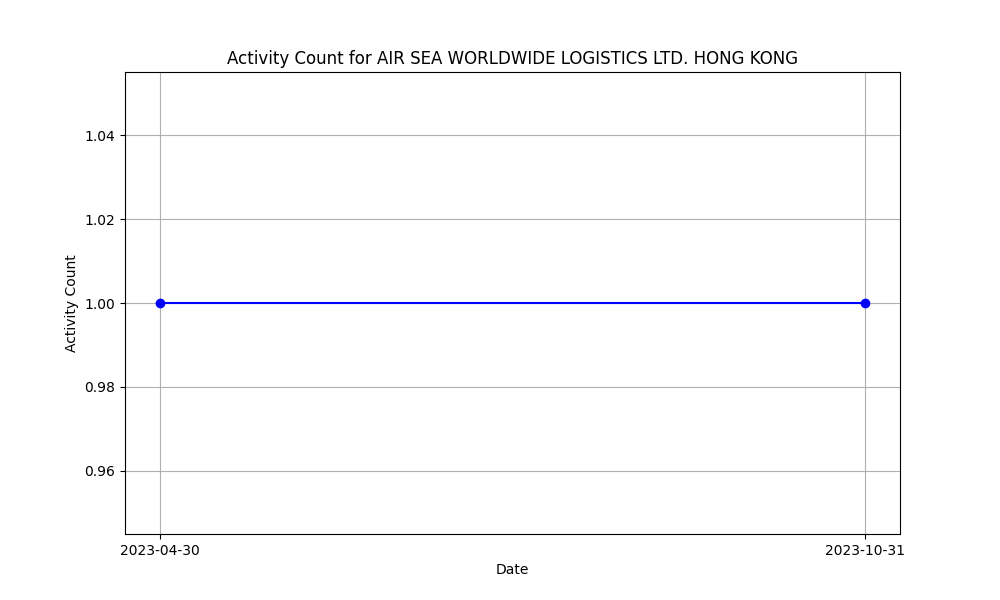 Activity Count for AIR SEA WORLDWIDE LOGISTICS LTD. HONG KONG
1.04
1.02
1.00
0.98
0.96
Activity Count
2023-04-30
2023-10-31
Date